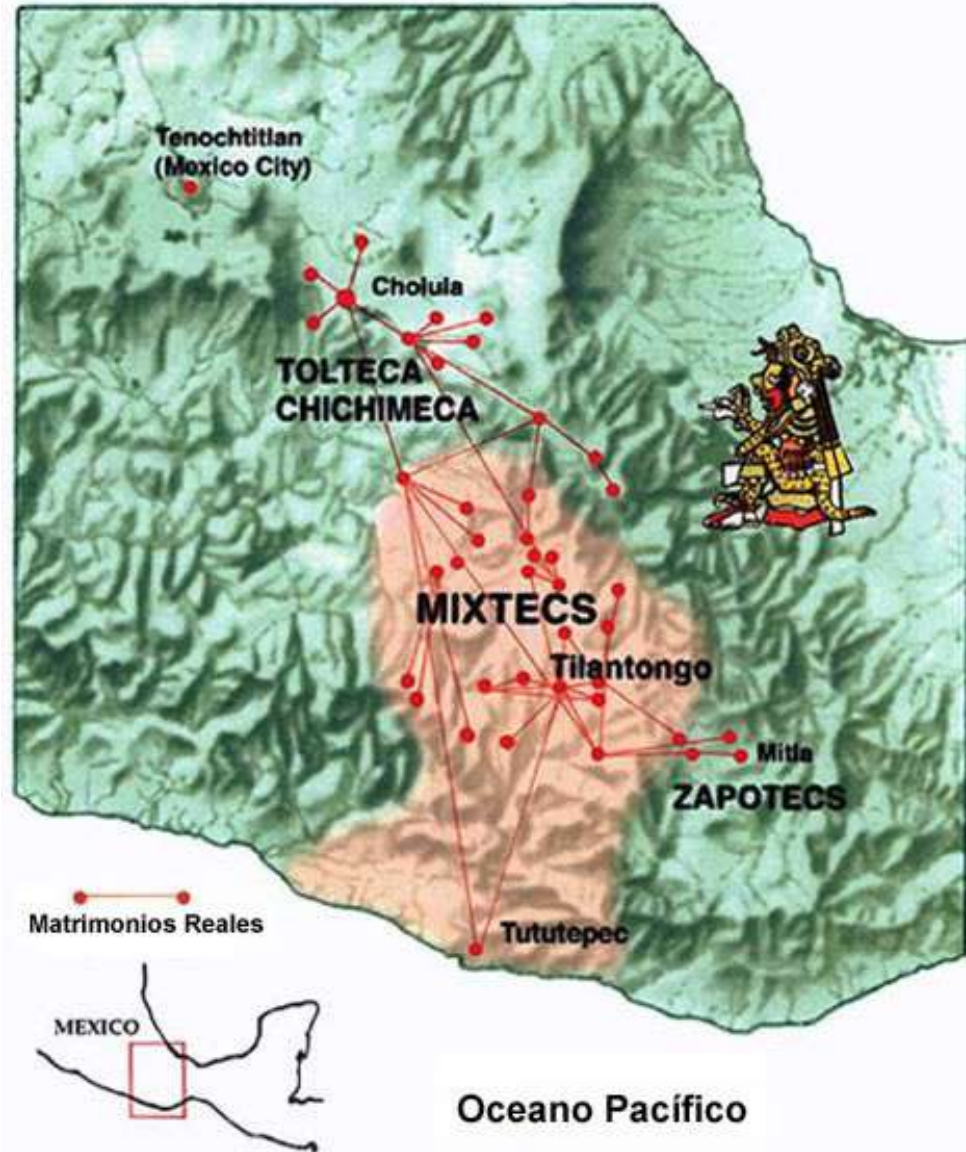 Tenochtitlan
(Mexico City)
Cholula
TOLTECA
CHICHIMECA
MIXTECS
Tilantongo
Mitla
ZAPOTECS
Matrimonios Reales
Tututepec
MEXICO
Oceano Pacífico